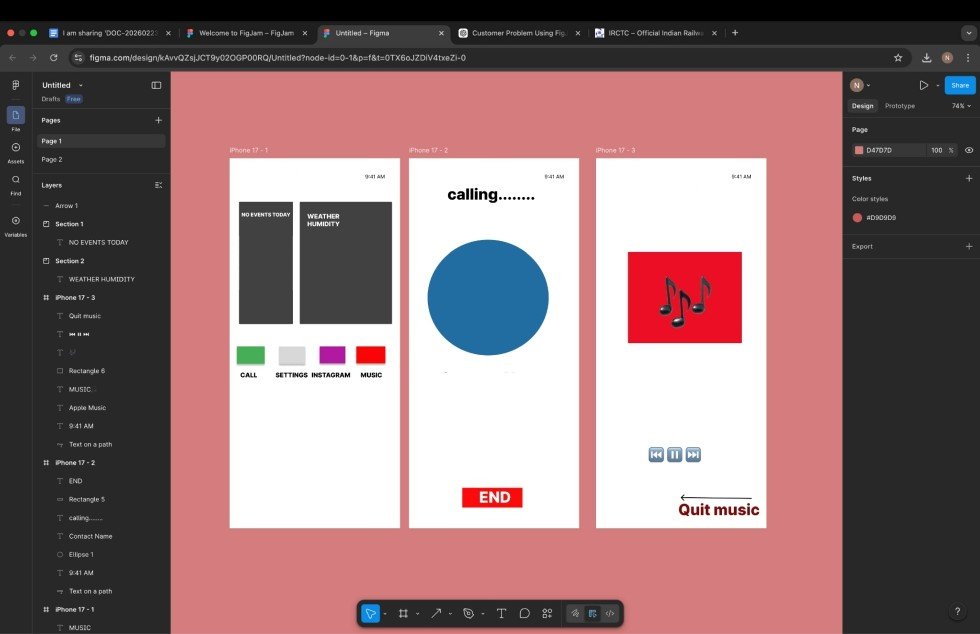 I am sharing 'DOC-20260223
Welcome to FigJam – FigJam
Untitled – Figma
Customer Problem Using Fig
IRCTC – Official Indian Railwa
figma.com/design/kAvvQZsjJCT9y02OGP00RQ/Untitled?node-id=0-1&p=f&t=0TX6oJZDiV4txeZi-0
N
File
Assets
Find
Variables
Untitled
Drafts Free
Pages
Page 1
Page 2
Layers
Arrow 1
Section 1
NO EVENTS TODAY
Section 2
WEATHER HUMIDITY
iPhone 17 - 3
Quit music
Rectangle 6
MUSIC...
Apple Music
9:41 AM
Text on a path
iPhone 17 - 2
END
Rectangle 5
calling........
Contact Name
Ellipse 1
9:41 AM
Text on a path
iPhone 17 - 1
MUSIC
iPhone 17 - 1
9:41 AM
NO EVENTS TODAY
WEATHER
HUMIDITY
CALL SETTINGS INSTAGRAM MUSIC
iPhone 17 - 2
9:41 AM
calling........
END
iPhone 17 - 3
9:41 AM
Quit music
N
Share
Design Prototype 74%
Page
D47D7D 100 %
Styles
Color styles
#D9D9D9
Export
?